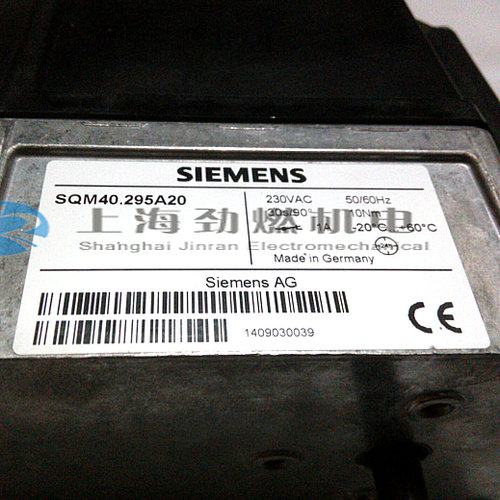 SIEMENS
SQM40.295A20
230VAC 50/60Hz
30s/90° 10Nm
1A -20°C..+60°C
Made in Germany
上海劲燃机电
Shanghai Jinran Electromechanical
Siemens AG
1409030039
CE